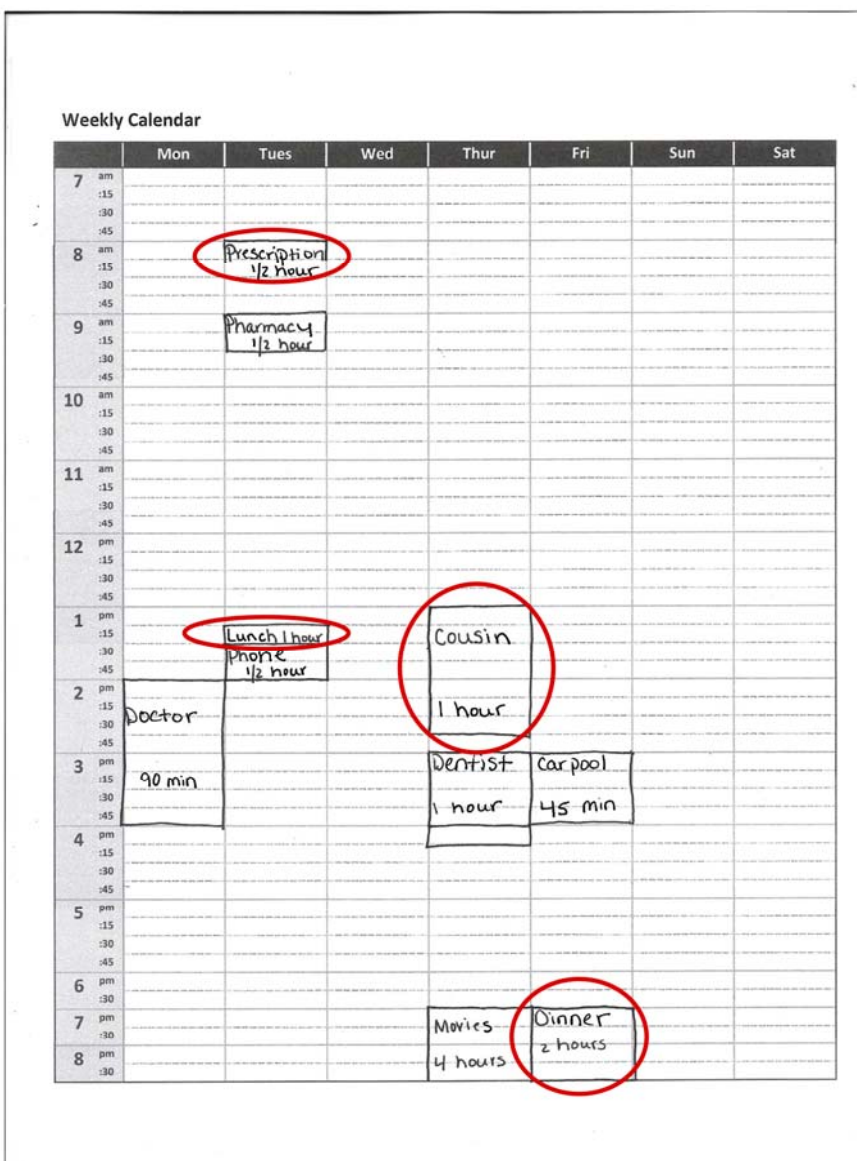 Weekly Calendar
Mon Tues Wed Thur Fri Sun Sat
7 am
:15
:30
:45
8 am Prescription
:15 1/2 hour
:30
:45
9 am Pharmacy
:15 1/2 hour
:30
:45
10 am
:15
:30
:45
11 am
:15
:30
:45
12 pm
:15
:30
:45
1 pm
:15 Lunch 1 hour Cousin
:30 Phone
:45 1/2 hour
2 pm
:15 Doctor 1 hour
:30
:45
3 pm Dentist Carpool
:15 90 min
:30 1 hour 45 min
:45
4 pm
:15
:30
:45
5 pm
:15
:30
:45
6 pm
:30
7 pm Movies Dinner
:30 2 hours
8 pm 4 hours
:30